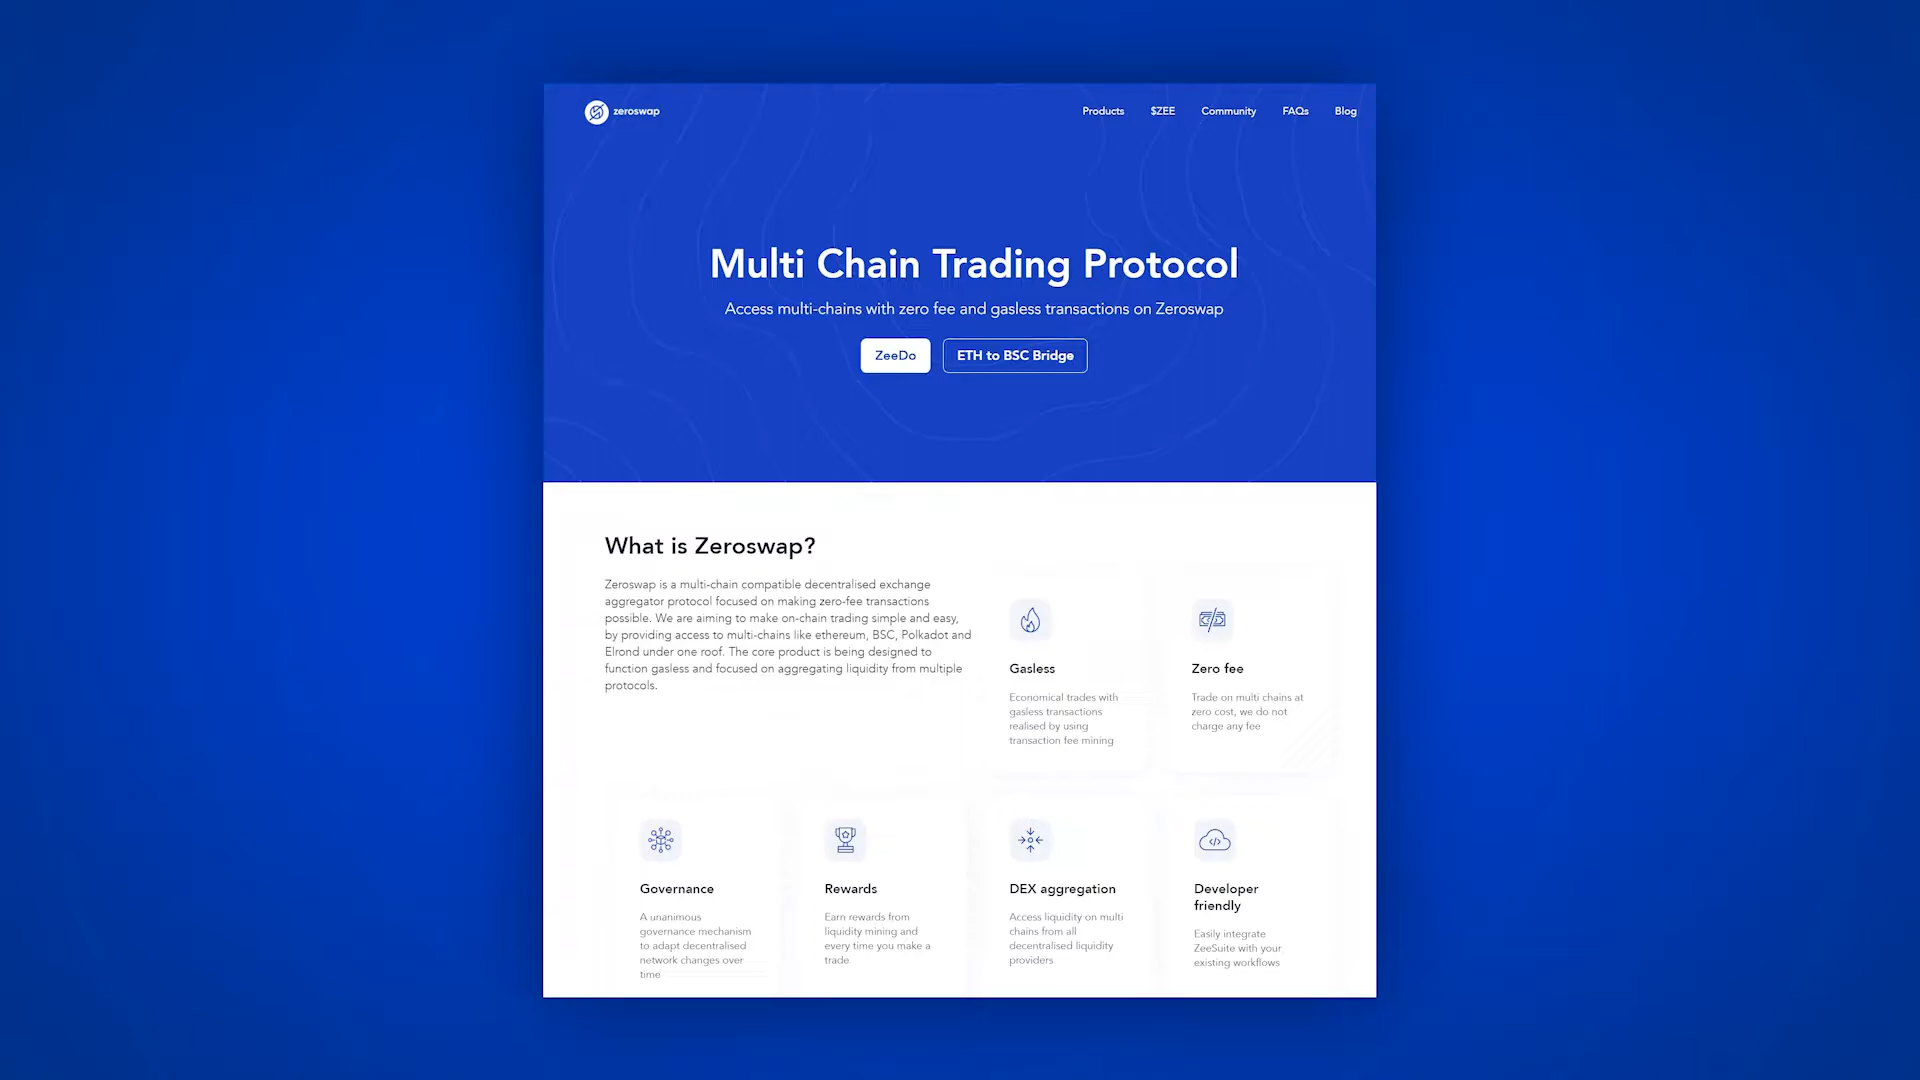 zeroswap
Products $ZEE Community FAQs Blog
Multi Chain Trading Protocol
Access multi-chains with zero fee and gasless transactions on Zeroswap
ZeeDo
ETH to BSC Bridge
What is Zeroswap?
Zeroswap is a multi-chain compatible decentralised exchange
aggregator protocol focused on making zero-fee transactions
possible. We are aiming to make on-chain trading simple and easy,
by providing access to multi-chains like ethereum, BSC, Polkadot and
Elrond under one roof. The core product is being designed to
function gasless and focused on aggregating liquidity from multiple
protocols.
Gasless
Economical trades with
gasless transactions
realised by using
transaction fee mining
Zero fee
Trade on multi chains at
zero cost, we do not
charge any fee
Governance
A unanimous
governance mechanism
to adapt decentralised
network changes over
time
Rewards
Earn rewards from
liquidity mining and
every time you make a
trade
DEX aggregation
Access liquidity on multi
chains from all
decentralised liquidity
providers
Developer
friendly
Easily integrate
ZeeSuite with your
existing workflows